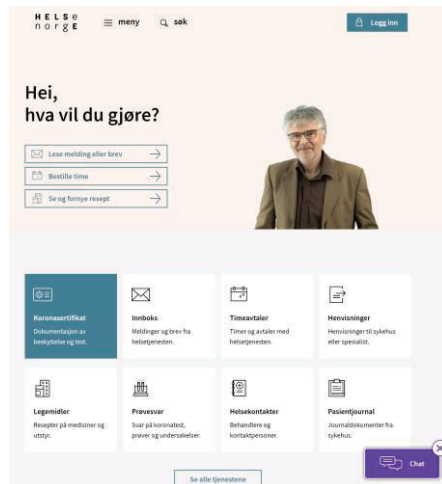 HELSe
norgE
meny
søk
Logg inn
Hei,
hva vil du gjøre?
Lese melding eller brev
Bestille time
Se og fornye resept
Koronasertifikat
Dokumentasjon av
beskyttelse og test.
Innboks
Meldinger og brev fra
helsetjenesten.
Timeavtaler
Timer og avtaler med
helsetjenesten.
Henvisninger
Henvisninger til sykehus
eller spesialist.
Legemidler
Resepter på medisiner og
utstyr.
Prøvesvar
Svar på koronatest,
prøver og undersøkelser.
Helsekontakter
Behandlere og
kontaktpersoner.
Pasientjournal
Journaldokumenter fra
sykehus.
Chat
Se alle tjenestene